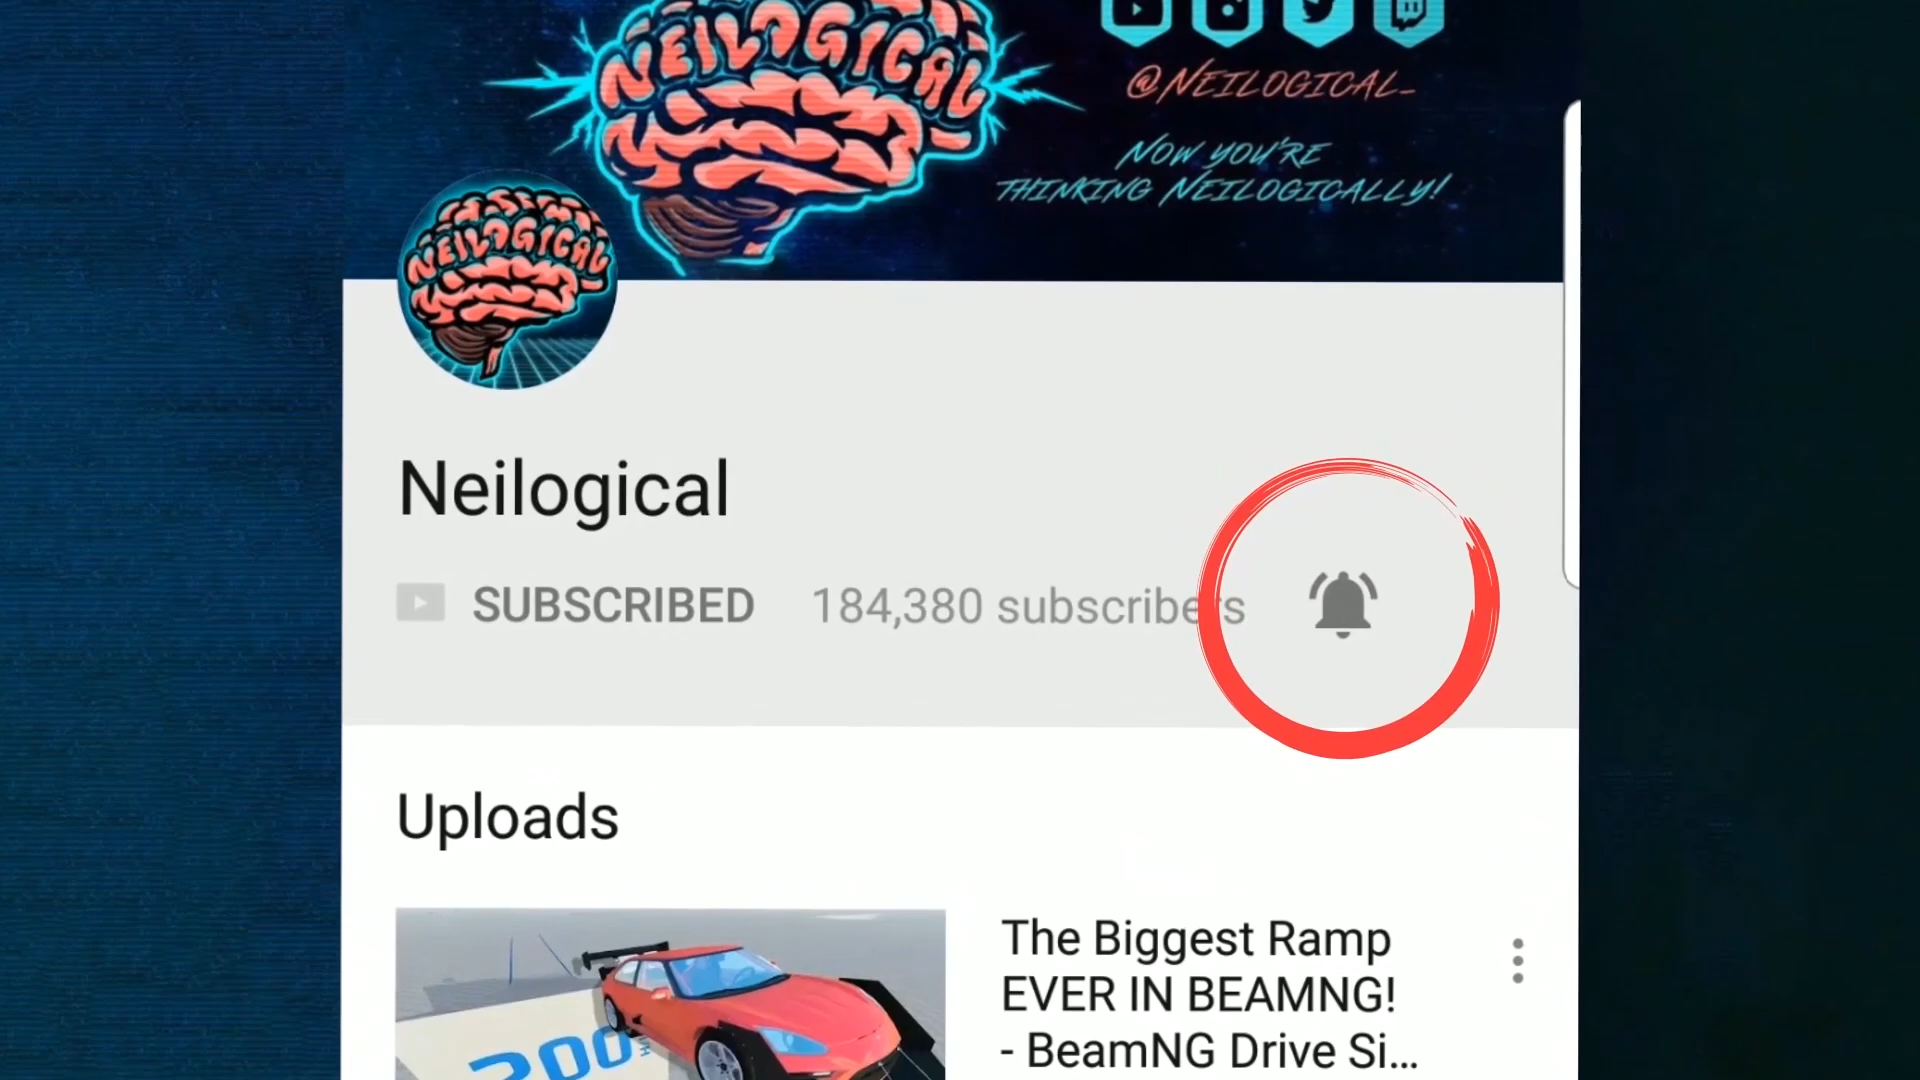 NEILOGICAL
@NEILOGICAL_
NOW YOU'RE
THINKING NEILOGICALLY!
NEILOGICAL
Neilogical
SUBSCRIBED 184,380 subscribers
Uploads
The Biggest Ramp
EVER IN BEAMNG!
- BeamNG Drive Si...
200